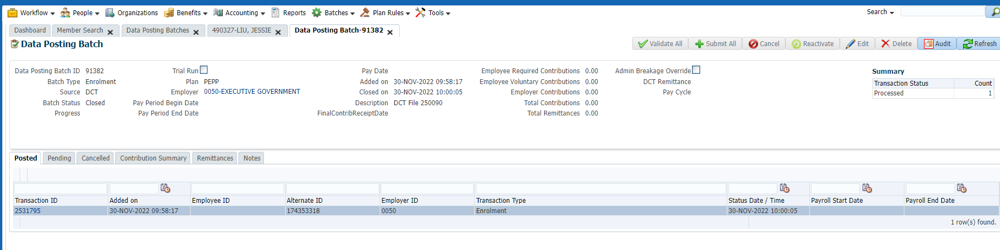 Workflow People Organizations Benefits Accounting Reports Batches Plan Rules Tools Search
Dashboard Member Search Data Posting Batches 490327-LIU, JESSIE Data Posting Batch-91382
Data Posting Batch Validate All Submit All Cancel Reactivate Edit Delete Audit Refresh
Data Posting Batch ID 91382 Trial Run Pay Date Employee Required Contributions 0.00 Admin Breakage Override Summary
Batch Type Enrolment Plan PEPP Added on 30-NOV-2022 09:58:17 Employee Voluntary Contributions 0.00 DCT Remittance Transaction Status Count
Source DCT Employer 0050-EXECUTIVE GOVERNMENT Closed on 30-NOV-2022 10:00:05 Employer Contributions 0.00 Pay Cycle Processed 1
Batch Status Closed Pay Period Begin Date Description DCT File 250090 Total Contributions 0.00
Progress Pay Period End Date FinalContribReceiptDate Total Remittances 0.00
Posted Pending Cancelled Contribution Summary Remittances Notes
Transaction ID Added on Employee ID Alternate ID Employer ID Transaction Type Status Date / Time Payroll Start Date Payroll End Date
2531795 30-NOV-2022 09:58:17 174353318 0050 Enrolment 30-NOV-2022 10:00:05
1 row(s) found.